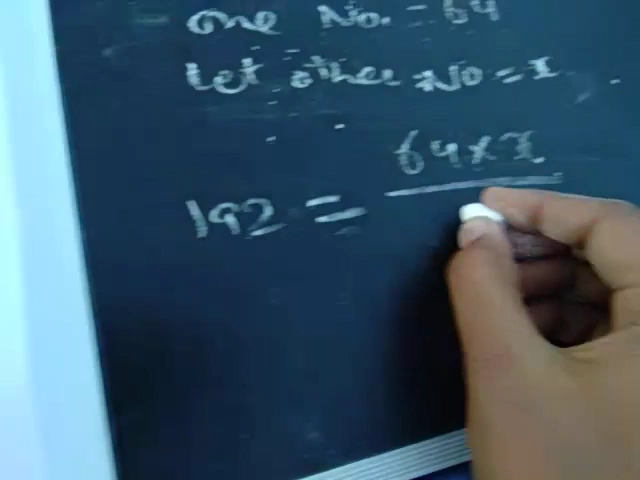 one No. = 64
Let other No = x
192 = 64 × x